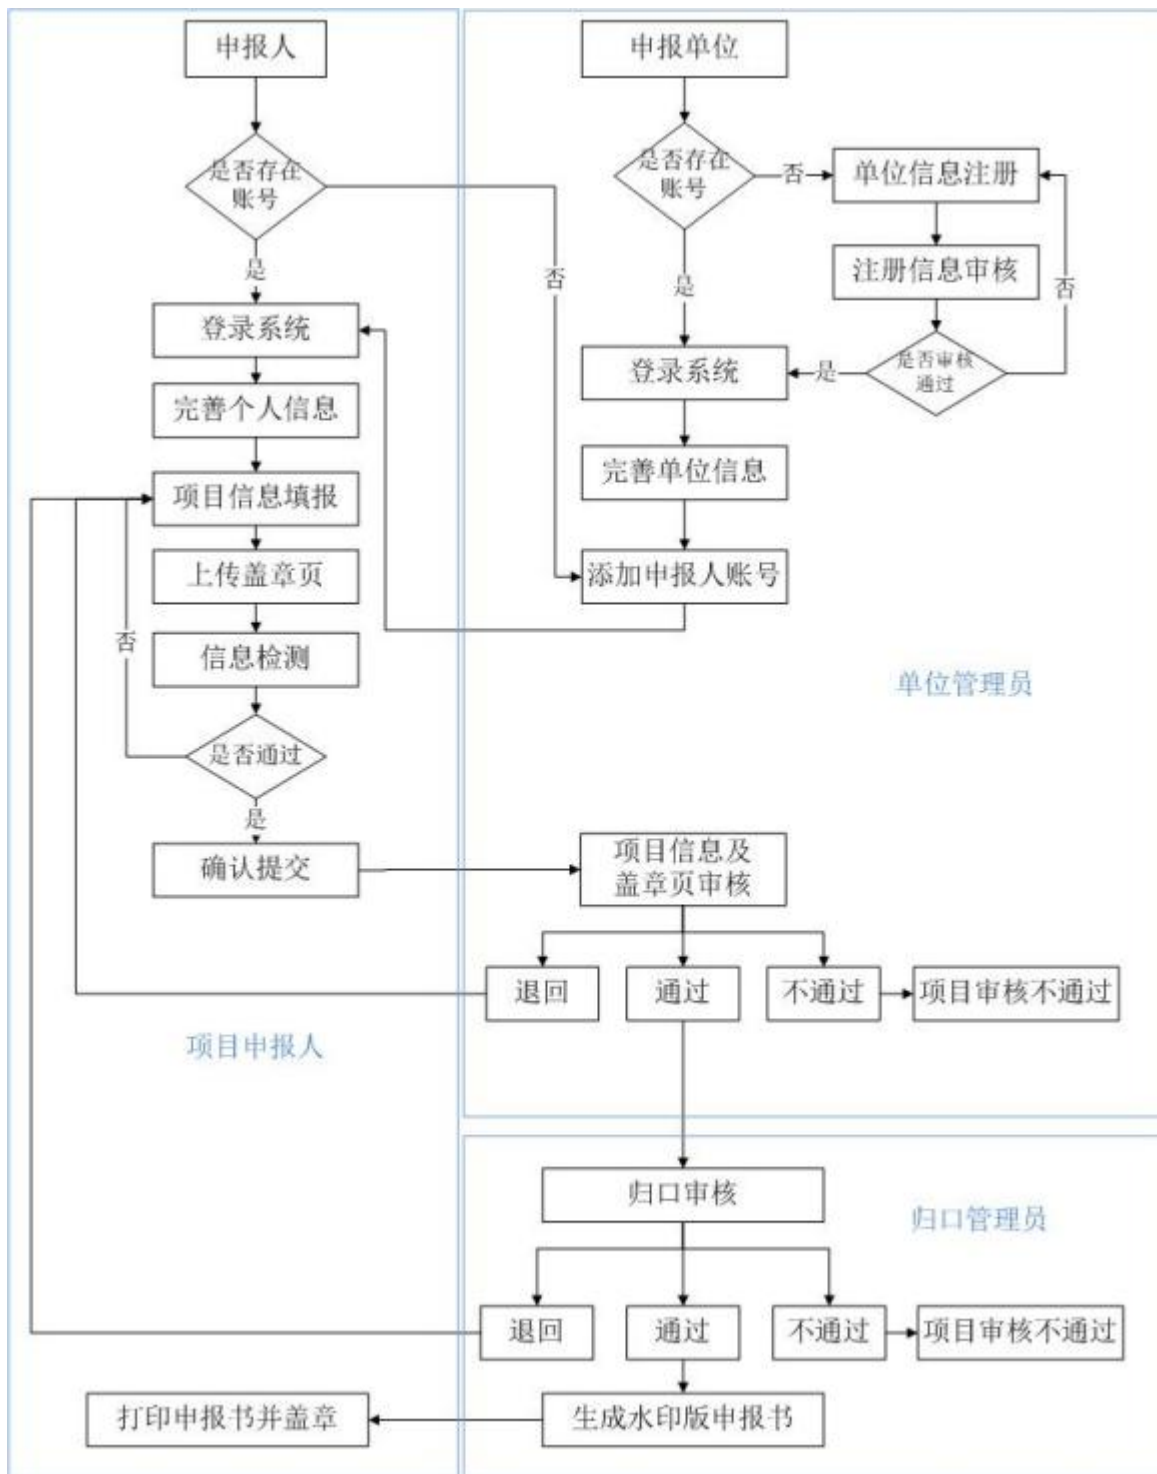 申报人
申报单位
是否存在
账号
是否存在
账号
否
单位信息注册
是
否
是
注册信息审核
否
登录系统
登录系统
是
是否审核
通过
完善个人信息
完善单位信息
项目信息填报
上传盖章页
添加申报人账号
否
信息检测
单位管理员
是否通过
是
确认提交
项目信息及
盖章页审核
退回
通过
不通过
项目审核不通过
项目申报人
归口审核
归口管理员
退回
通过
不通过
项目审核不通过
打印申报书并盖章
生成水印版申报书